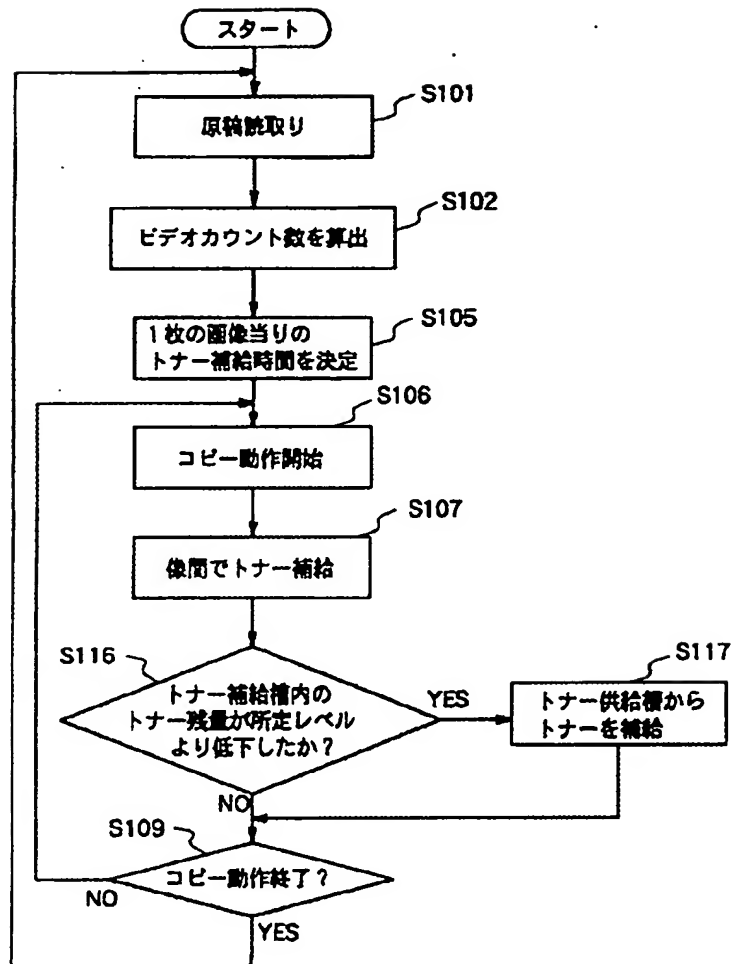 スタート
S101
原稿読取り
S102
ビデオカウント数を算出
S105
1枚の画像当りの
トナー補給時間を決定
S106
コピー動作開始
S107
像間でトナー補給
S116
トナー補給槽内の
トナー残量が所定レベル
より低下したか？
YES
S117
トナー供給槽から
トナーを補給
NO
S109
コピー動作終了？
NO
YES